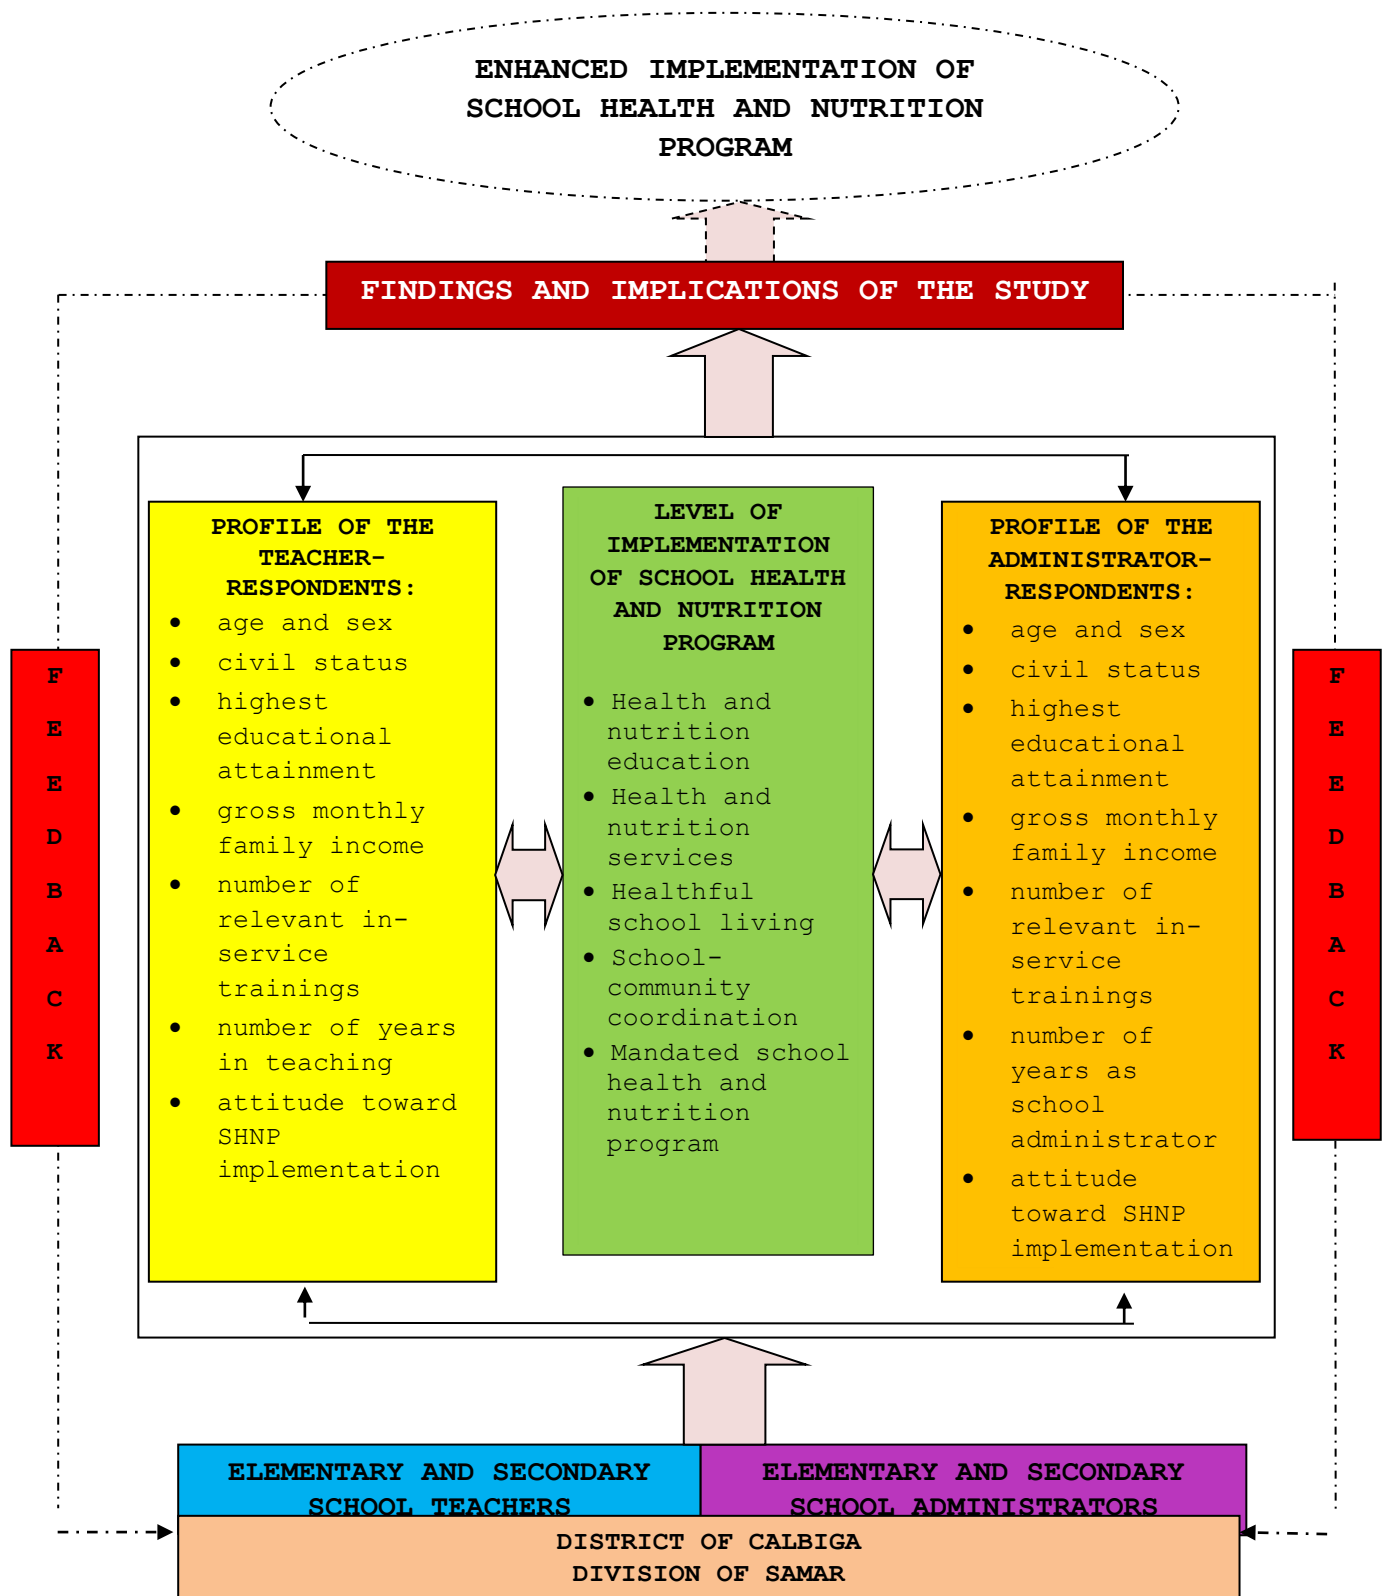 ENHANCED IMPLEMENTATION OF
SCHOOL HEALTH AND NUTRITION
PROGRAM
FINDINGS AND IMPLICATIONS OF THE STUDY
F
E
E
D
B
A
C
K
PROFILE OF THE
TEACHER-
RESPONDENTS:
• age and sex
• civil status
• highest
educational
attainment
• gross monthly
family income
• number of
relevant in-
service
trainings
• number of years
in teaching
• attitude toward
SHNP
implementation
LEVEL OF
IMPLEMENTATION
OF SCHOOL HEALTH
AND NUTRITION
PROGRAM
• Health and
nutrition
education
• Health and
nutrition
services
• Healthful
school living
• School-
community
coordination
• Mandated school
health and
nutrition
program
PROFILE OF THE
ADMINISTRATOR-
RESPONDENTS:
• age and sex
• civil status
• highest
educational
attainment
• gross monthly
family income
• number of
relevant in-
service
trainings
• number of
years as
school
administrator
• attitude
toward SHNP
implementation
F
E
E
D
B
A
C
K
ELEMENTARY AND SECONDARY
SCHOOL TEACHERS
ELEMENTARY AND SECONDARY
SCHOOL ADMINISTRATORS
DISTRICT OF CALBIGA
DIVISION OF SAMAR